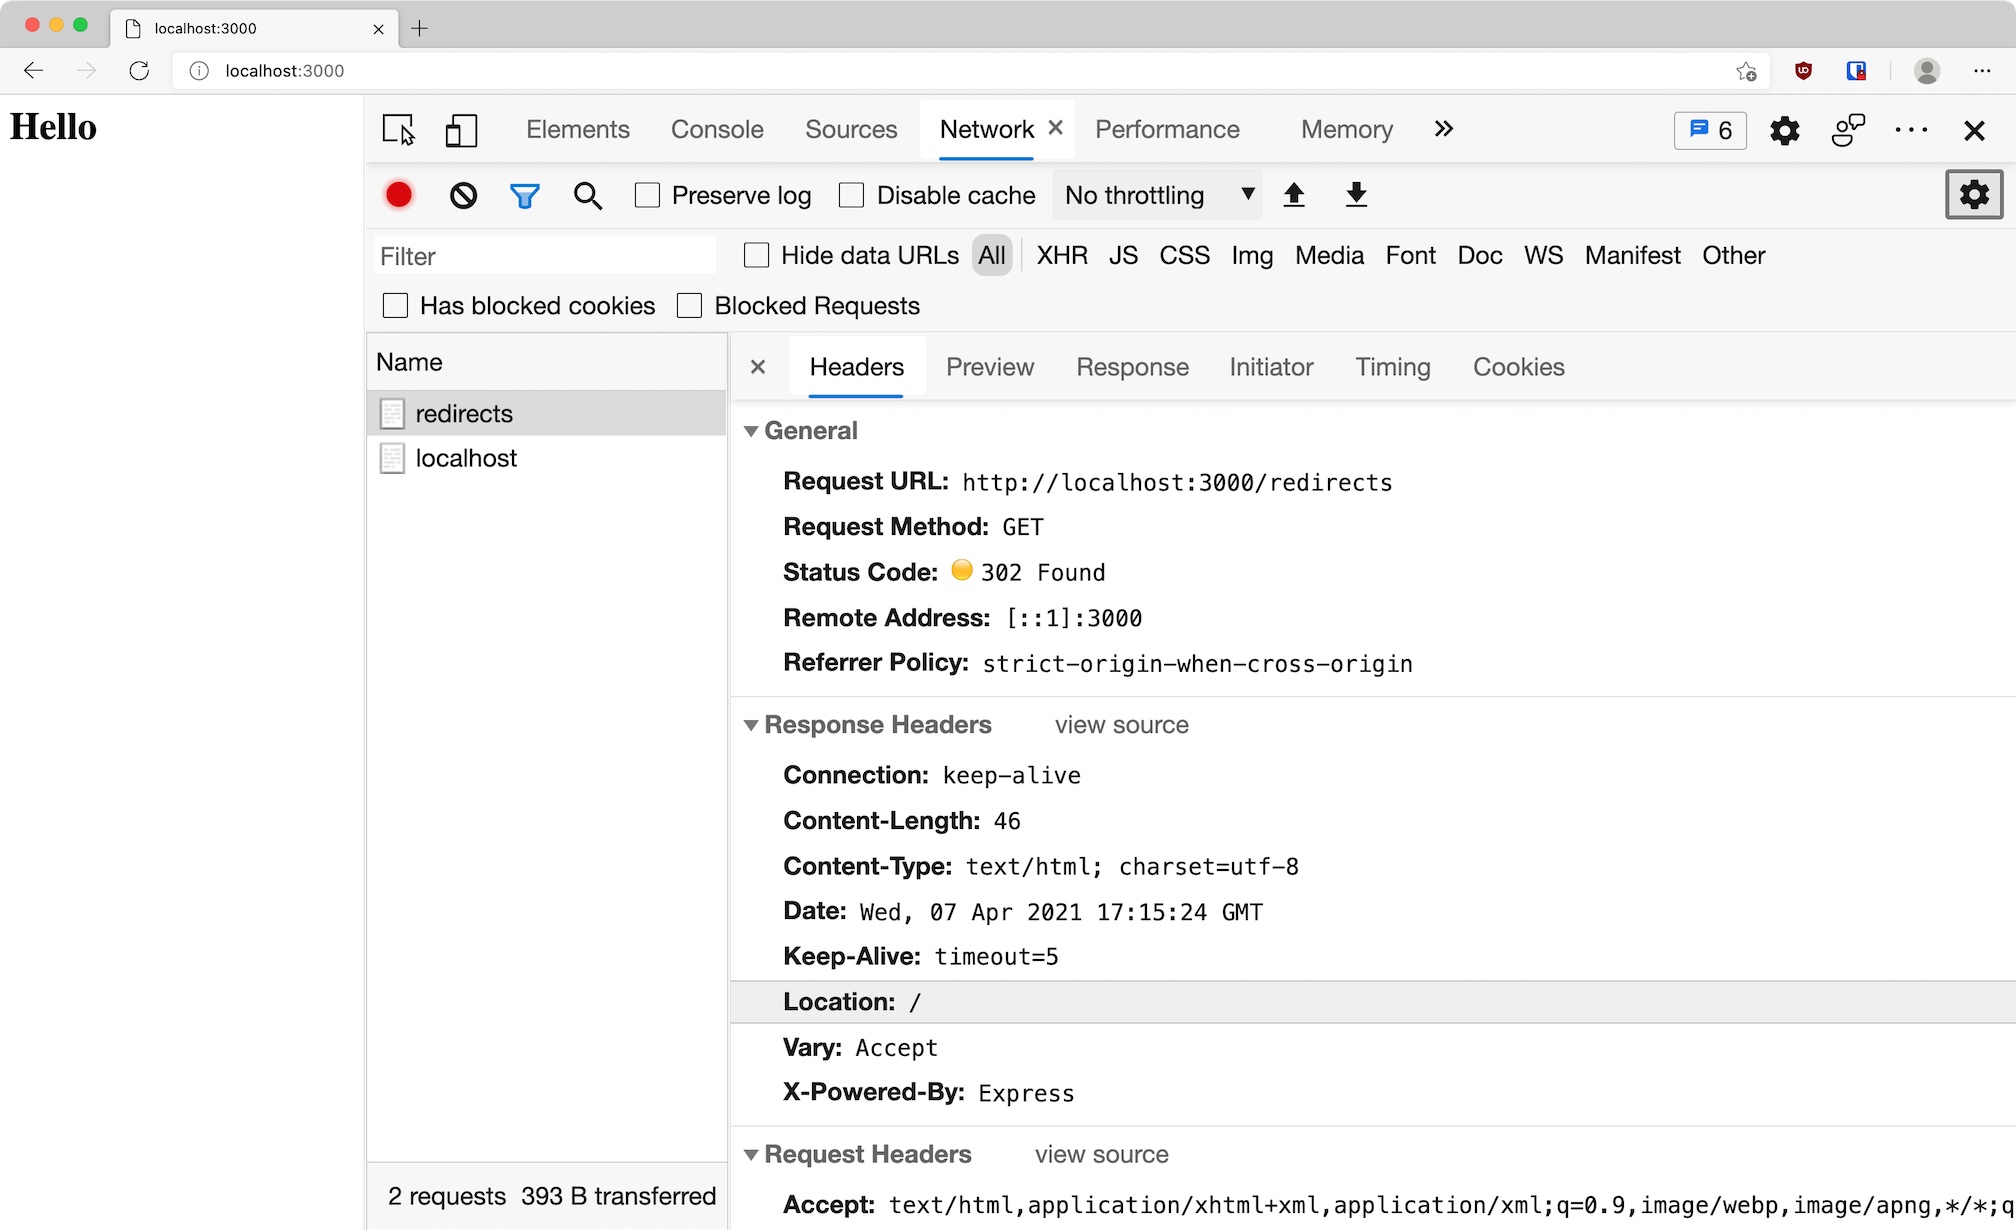 localhost:3000
localhost:3000
Hello
Elements Console Sources Network Performance Memory 6
Preserve log Disable cache No throttling
Filter Hide data URLs All XHR JS CSS Img Media Font Doc WS Manifest Other
Has blocked cookies Blocked Requests
Name
redirects
localhost
2 requests 393 B transferred
Headers Preview Response Initiator Timing Cookies
General
Request URL: http://localhost:3000/redirects
Request Method: GET
Status Code: 302 Found
Remote Address: [::1]:3000
Referrer Policy: strict-origin-when-cross-origin
Response Headers view source
Connection: keep-alive
Content-Length: 46
Content-Type: text/html; charset=utf-8
Date: Wed, 07 Apr 2021 17:15:24 GMT
Keep-Alive: timeout=5
Location: /
Vary: Accept
X-Powered-By: Express
Request Headers view source
Accept: text/html,application/xhtml+xml,application/xml;q=0.9,image/webp,image/apng,*/*;q